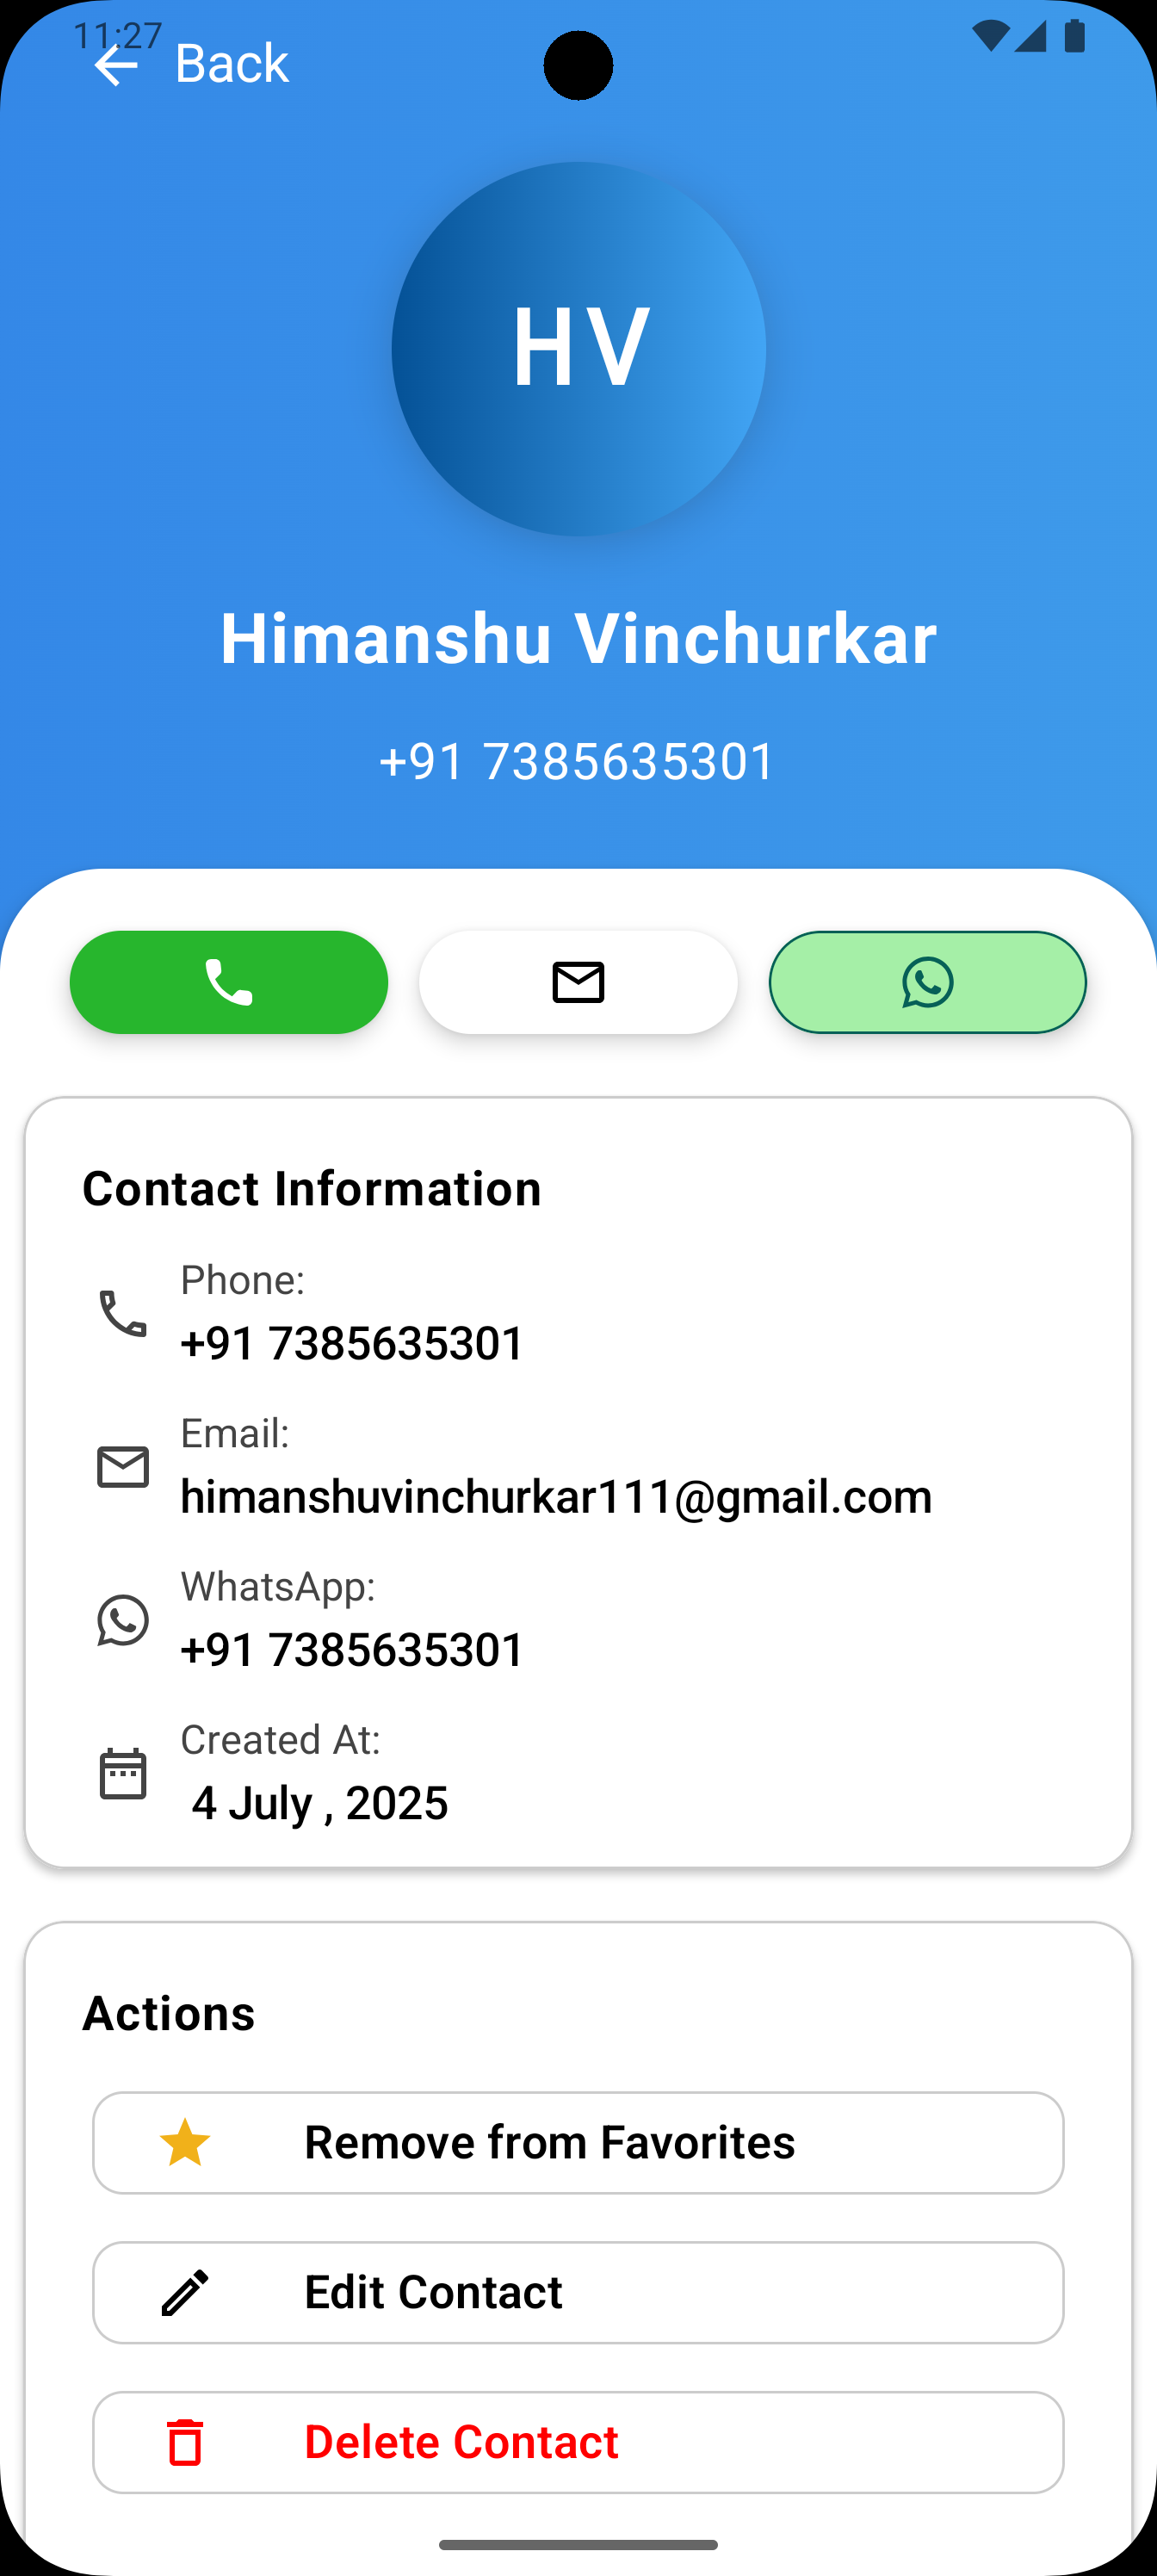 11:27
Back
HV
Himanshu Vinchurkar
+91 7385635301
Contact Information
Phone:
+91 7385635301
Email:
himanshuvinchurkar111@gmail.com
WhatsApp:
+91 7385635301
Created At:
4 July , 2025
Actions
Remove from Favorites
Edit Contact
Delete Contact